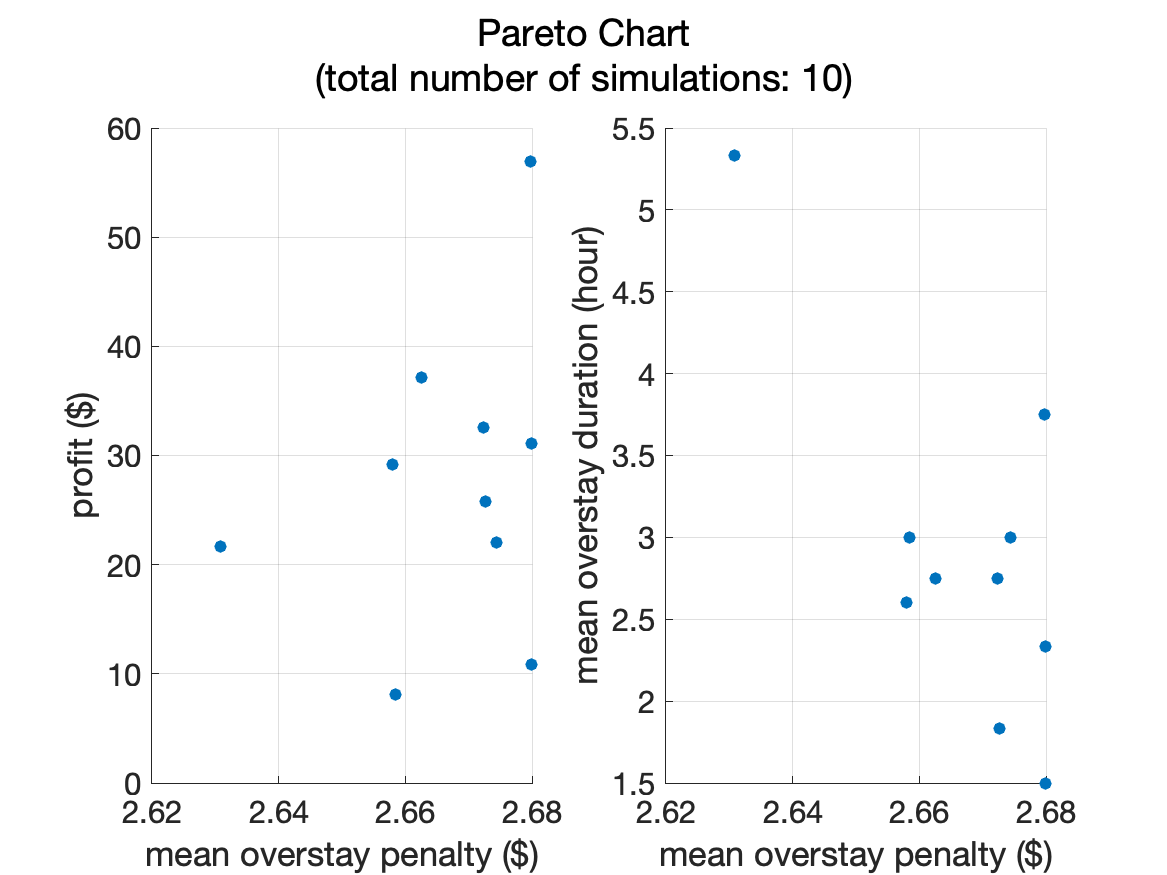 Pareto Chart
(total number of simulations: 10)
60
50
40
30
20
10
0
profit ($)
2.62 2.64 2.66 2.68
mean overstay penalty ($)
5.5
5
4.5
4
3.5
3
2.5
2
1.5
mean overstay duration (hour)
2.62 2.64 2.66 2.68
mean overstay penalty ($)